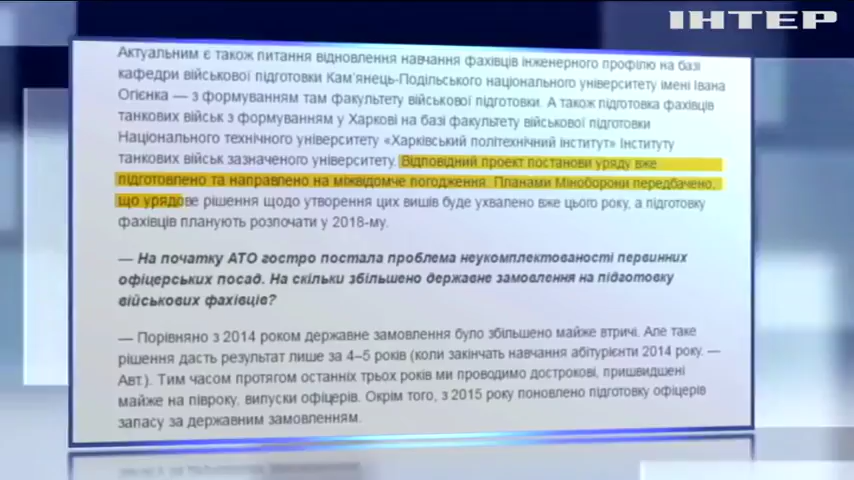 ІНТЕР
Актуальним є також питання відновлення навчання фахівців інженерного профілю на базі
кафедри військової підготовки Кам'янець-Подільського національного університету імені Івана
Огієнка — з формуванням там факультету військової підготовки. А також підготовка фахівців
танкових військ з формуванням у Харкові на базі факультету військової підготовки
Національного технічного університету «Харківський політехнічний інститут» Інституту
танкових військ зазначеного університету. Відповідний проект постанови уряду вже
підготовлено та направлено на міжвідомче погодження. Планами Міноборони передбачено,
що урядове рішення щодо утворення цих вишів буде ухвалено вже цього року, а підготовку
фахівців планують розпочати у 2018-му.
— На початку АТО гостро постала проблема неукомплектованості первинних
офіцерських посад. На скільки збільшено державне замовлення на підготовку
військових фахівців?
— Порівняно з 2014 роком державне замовлення було збільшено майже втричі. Але таке
рішення дасть результат лише за 4–5 років (коли закінчать навчання абітурієнти 2014 року. —
Авт.). Тим часом протягом останніх трьох років ми проводимо дострокові, пришвидшені
майже на півроку, випуски офіцерів. Окрім того, з 2015 року поновлено підготовку офіцерів
запасу за державним замовленням.